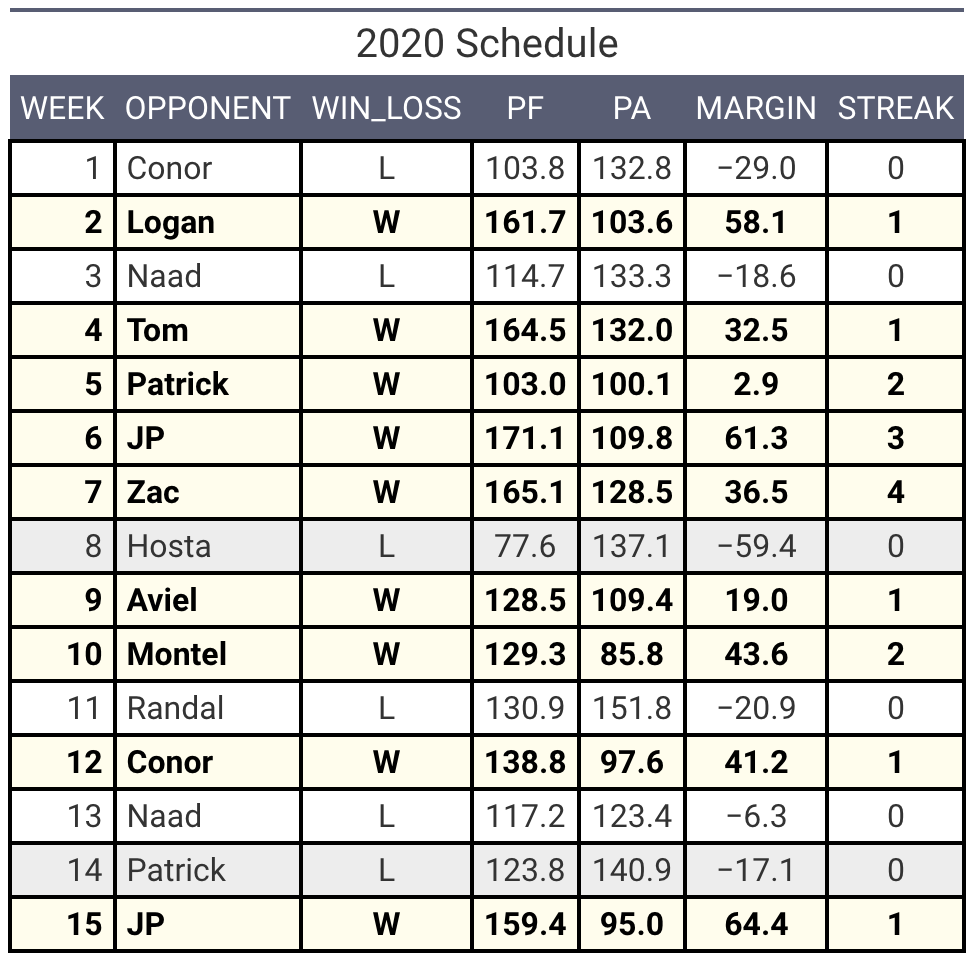 2020 Schedule
WEEK OPPONENT WIN_LOSS PF PA MARGIN STREAK
1 Conor L 103.8 132.8 −29.0 0
2 Logan W 161.7 103.6 58.1 1
3 Naad L 114.7 133.3 −18.6 0
4 Tom W 164.5 132.0 32.5 1
5 Patrick W 103.0 100.1 2.9 2
6 JP W 171.1 109.8 61.3 3
7 Zac W 165.1 128.5 36.5 4
8 Hosta L 77.6 137.1 −59.4 0
9 Aviel W 128.5 109.4 19.0 1
10 Montel W 129.3 85.8 43.6 2
11 Randal L 130.9 151.8 −20.9 0
12 Conor W 138.8 97.6 41.2 1
13 Naad L 117.2 123.4 −6.3 0
14 Patrick L 123.8 140.9 −17.1 0
15 JP W 159.4 95.0 64.4 1